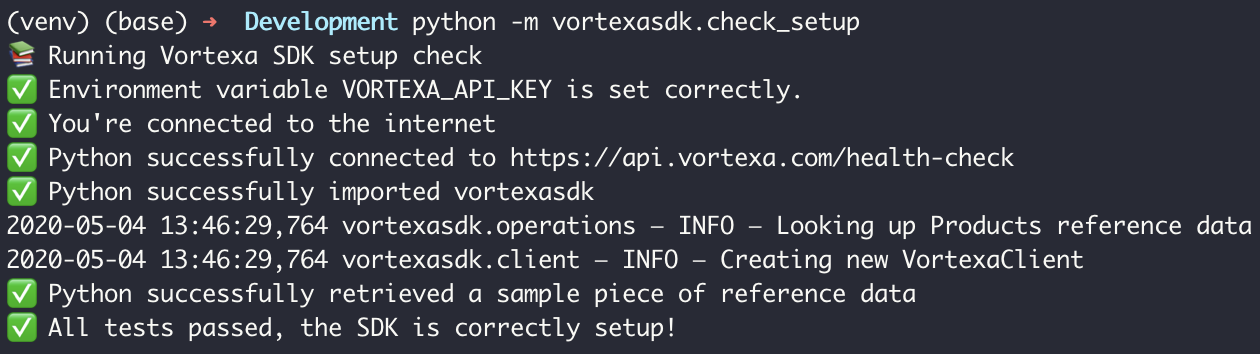 (venv) (base) ➜ Development python -m vortexasdk.check_setup
📚 Running Vortexa SDK setup check
✅ Environment variable VORTEXA_API_KEY is set correctly.
✅ You're connected to the internet
✅ Python successfully connected to https://api.vortexa.com/health-check
✅ Python successfully imported vortexasdk
2020-05-04 13:46:29,764 vortexasdk.operations — INFO — Looking up Products reference data
2020-05-04 13:46:29,764 vortexasdk.client — INFO — Creating new VortexaClient
✅ Python successfully retrieved a sample piece of reference data
✅ All tests passed, the SDK is correctly setup!